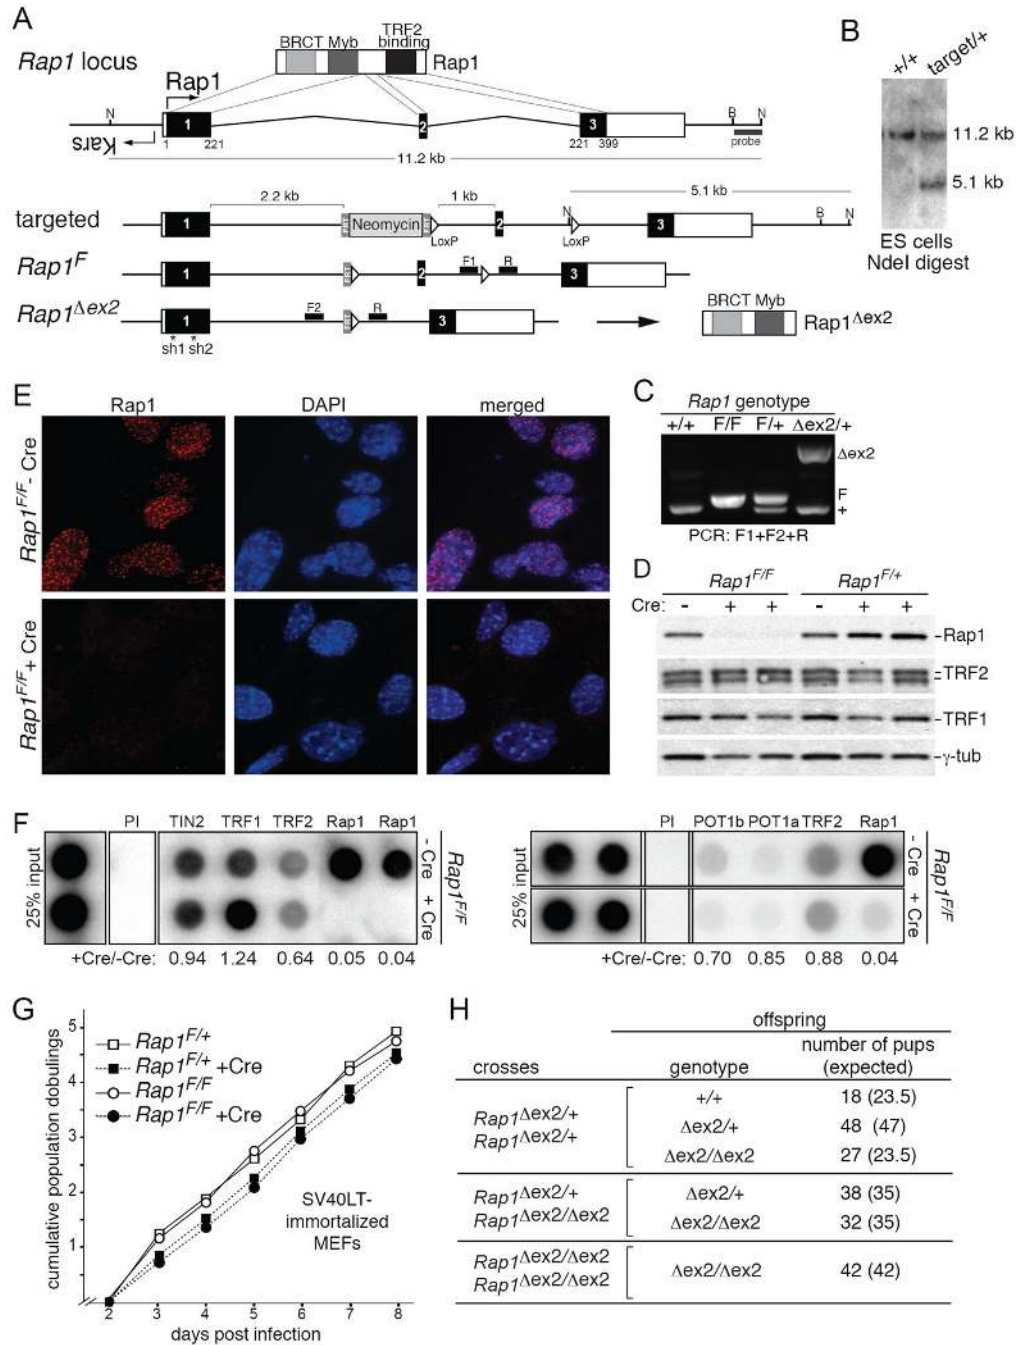 A
Rap1 locus
BRCT Myb TRF2 binding
Rap1
Rap1
N 1 2 3 B N
Kars
1 221 221 399 probe
11.2 kb
2.2 kb 1 kb 5.1 kb
targeted
1 Neomycin 2 N 3 B N
LoxP LoxP
Rap1F
1 2 F1 R 3
Rap1Δex2
1 F2 R 3
* *
sh1 sh2
BRCT Myb
Rap1Δex2
B
+/+ target/+
11.2 kb
5.1 kb
ES cells
NdeI digest
C
Rap1 genotype
+/+ F/F F/+ Δex2/+
Δex2
F
+
PCR: F1+F2+R
D
Rap1F/F Rap1F/+
Cre: - + + - + +
-Rap1
TRF2
-TRF1
-γ-tub
E
Rap1 DAPI merged
Rap1F/F- Cre
Rap1F/F+ Cre
F
25% input
PI TIN2 TRF1 TRF2 Rap1 Rap1
- Cre
+ Cre
Rap1F/F
+Cre/-Cre: 0.94 1.24 0.64 0.05 0.04
25% input
PI POT1b POT1a TRF2 Rap1
- Cre
+ Cre
Rap1F/F
+Cre/-Cre: 0.70 0.85 0.88 0.04
G
cumulative population dobulings
5
4
3
2
1
Rap1F/+
Rap1F/+ +Cre
Rap1F/F
Rap1F/F +Cre
SV40LT-
immortalized
MEFs
2 3 4 5 6 7 8
days post infection
H
offspring
crosses genotype number of pups (expected)
Rap1Δex2/+
Rap1Δex2/+
+/+ 18 (23.5)
Δex2/+ 48 (47)
Δex2/Δex2 27 (23.5)
Rap1Δex2/+
Rap1Δex2/Δex2
Δex2/+ 38 (35)
Δex2/Δex2 32 (35)
Rap1Δex2/Δex2
Rap1Δex2/Δex2
Δex2/Δex2 42 (42)